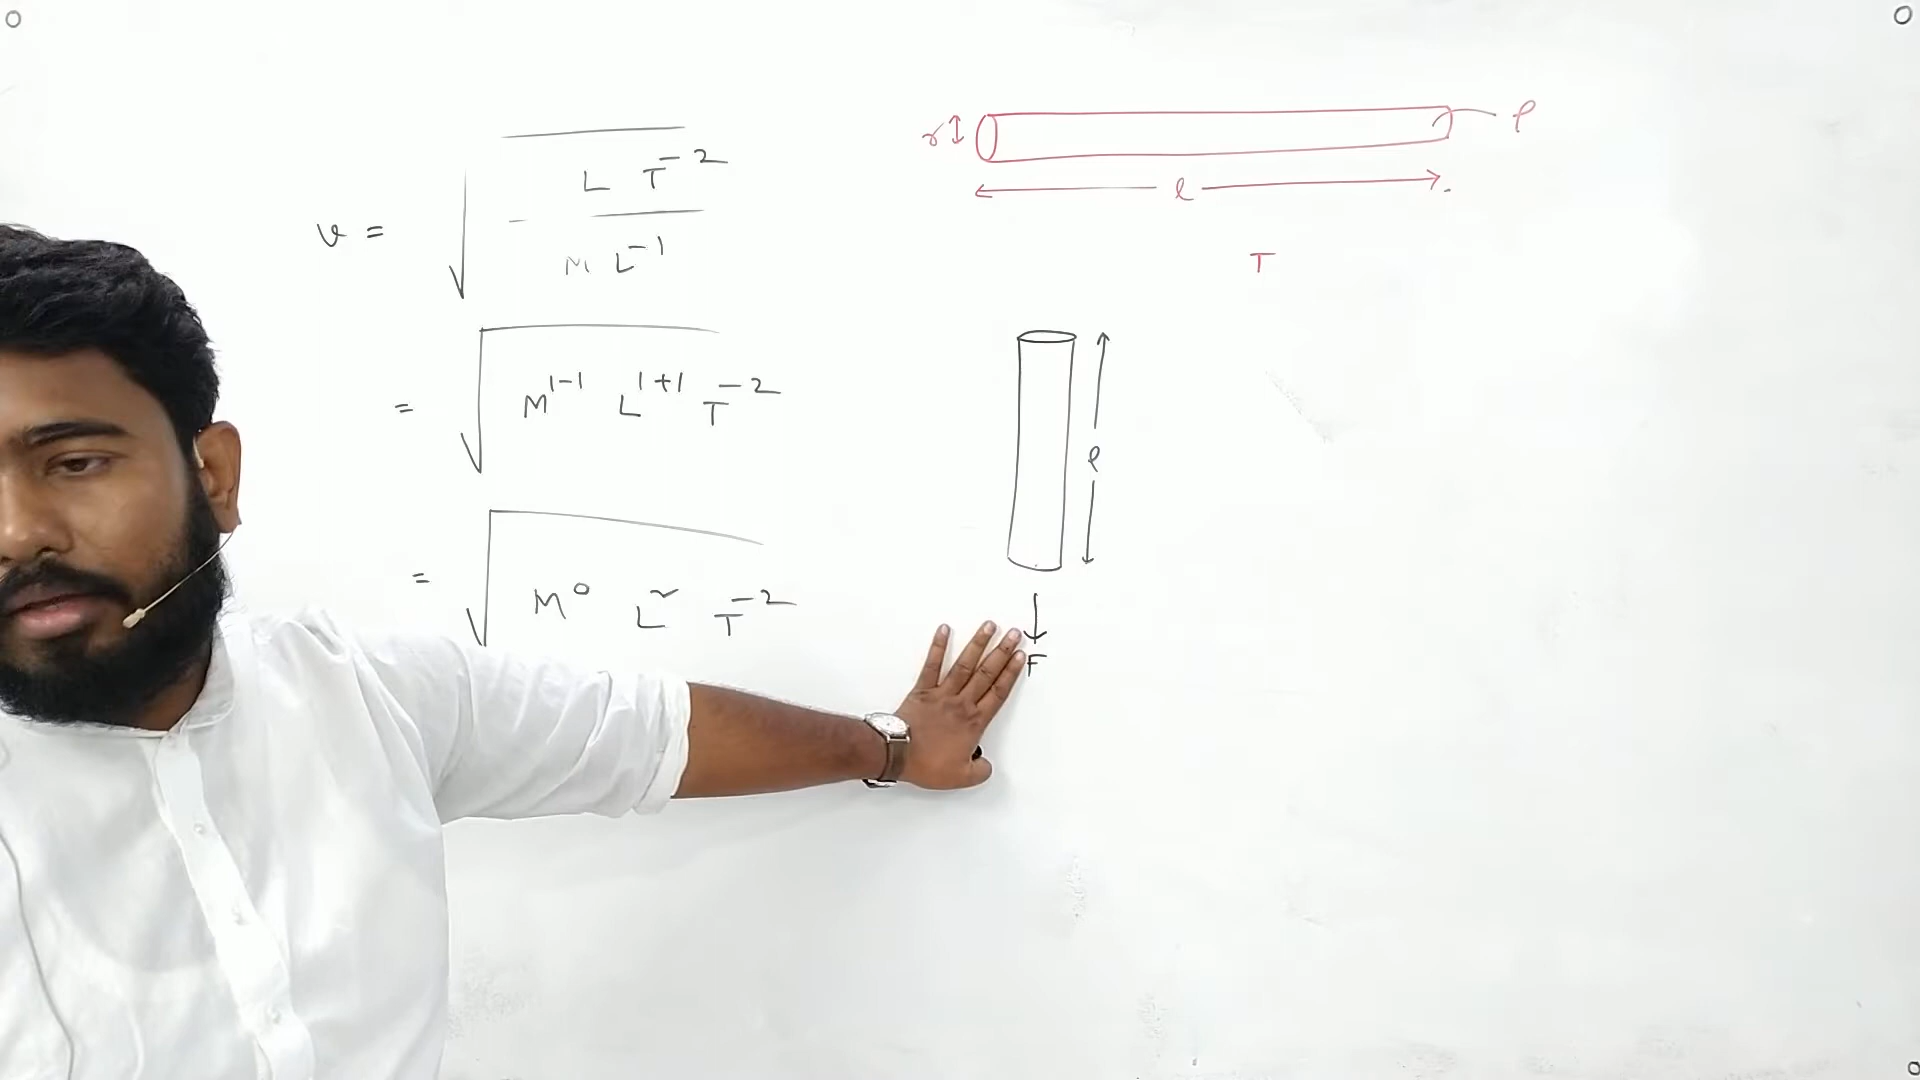 v = √ L T⁻²
M L⁻¹
= √ M¹⁻¹ L¹⁺¹ T⁻²
= √ M⁰ L² T⁻²
r ρ
l
T
l
F